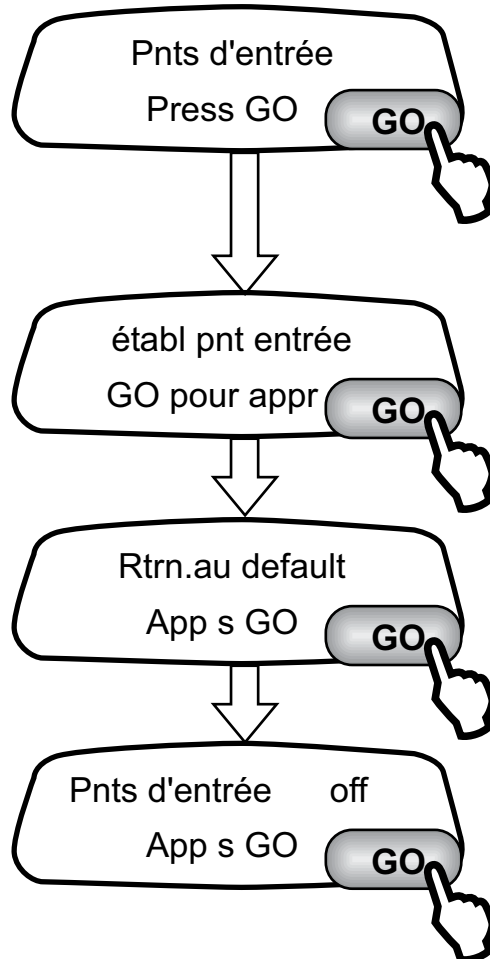 Pnts d'entrée
Press GO
GO
établ pnt entrée
GO pour appr
GO
Rtrn.au default
App s GO
GO
Pnts d'entrée off
App s GO
GO